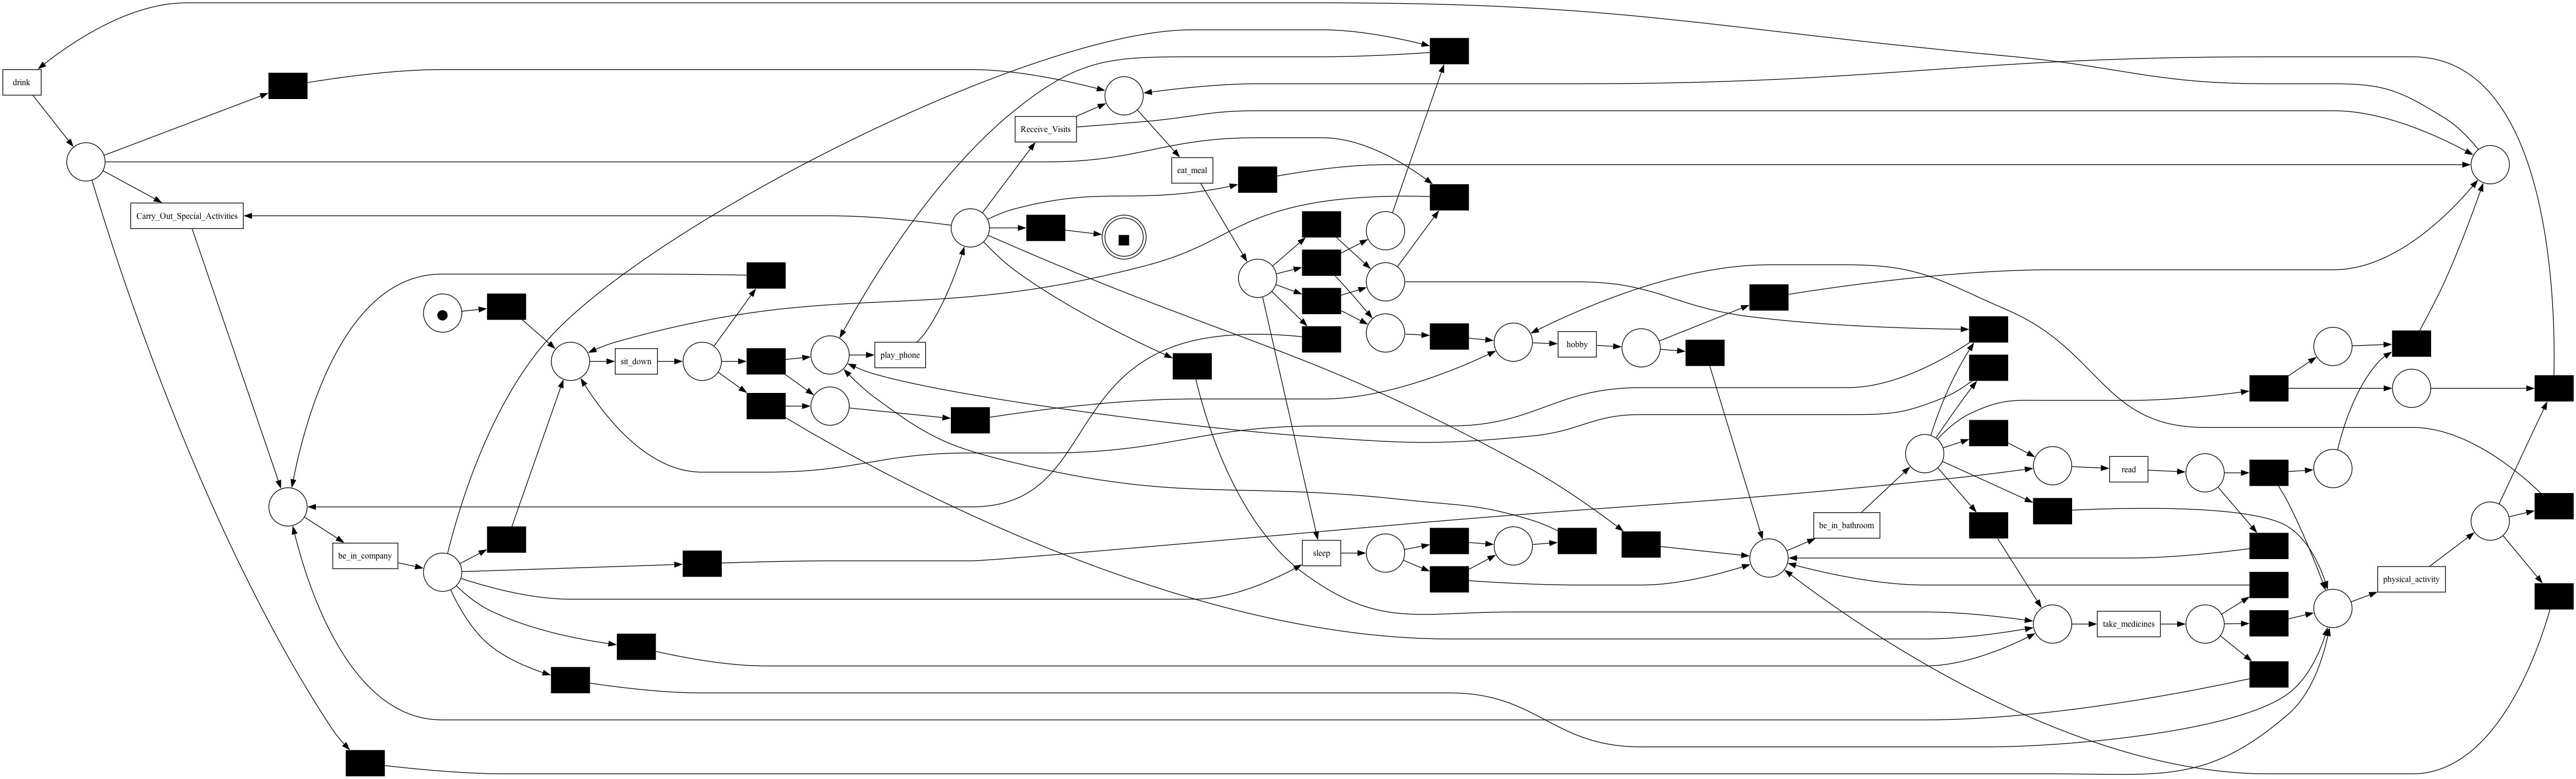 drink
Receive_Visits
eat_meal
Carry_Out_Special_Activities
hobby
sit_down
play_phone
read
be_in_bathroom
sleep
be_in_company
physical_activity
take_medicines